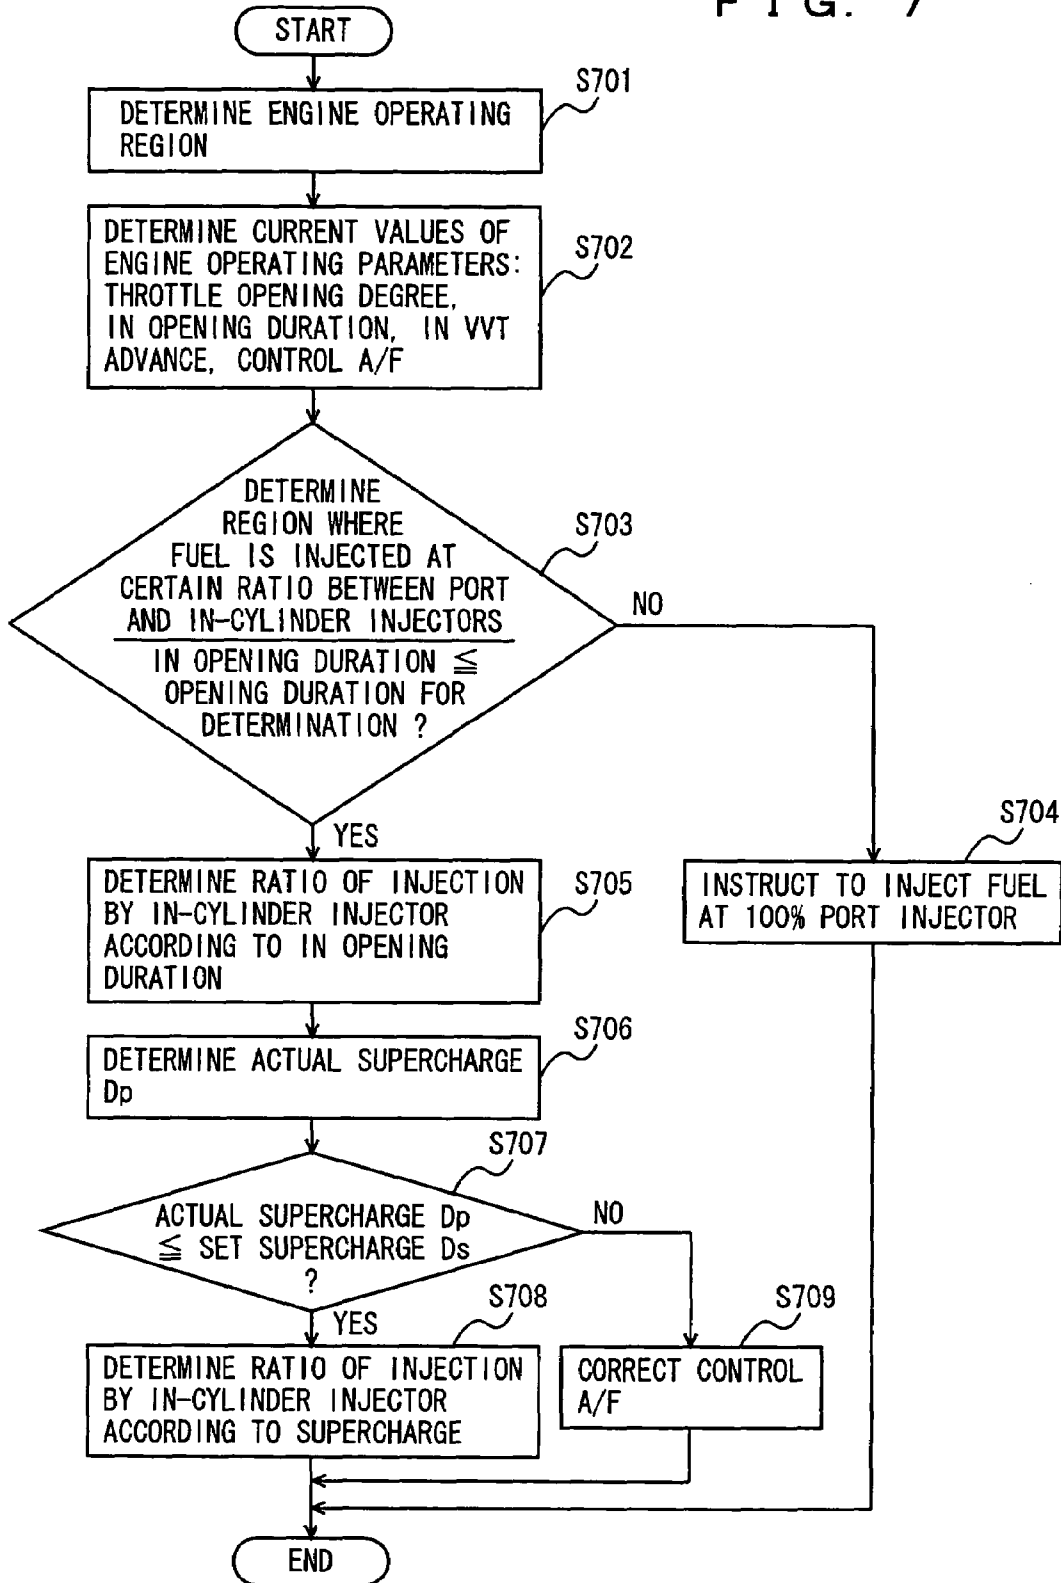 FIG. 7
START
S701
DETERMINE ENGINE OPERATING
REGION
S702
DETERMINE CURRENT VALUES OF
ENGINE OPERATING PARAMETERS:
THROTTLE OPENING DEGREE,
IN OPENING DURATION, IN VVT
ADVANCE, CONTROL A/F
S703
DETERMINE
REGION WHERE
FUEL IS INJECTED AT
CERTAIN RATIO BETWEEN PORT
AND IN-CYLINDER INJECTORS
IN OPENING DURATION ≦
OPENING DURATION FOR
DETERMINATION ?
NO
YES
S704
INSTRUCT TO INJECT FUEL
AT 100% PORT INJECTOR
S705
DETERMINE RATIO OF INJECTION
BY IN-CYLINDER INJECTOR
ACCORDING TO IN OPENING
DURATION
S706
DETERMINE ACTUAL SUPERCHARGE
Dp
S707
ACTUAL SUPERCHARGE Dp
≦ SET SUPERCHARGE Ds
?
NO
YES
S708
DETERMINE RATIO OF INJECTION
BY IN-CYLINDER INJECTOR
ACCORDING TO SUPERCHARGE
S709
CORRECT CONTROL
A/F
END